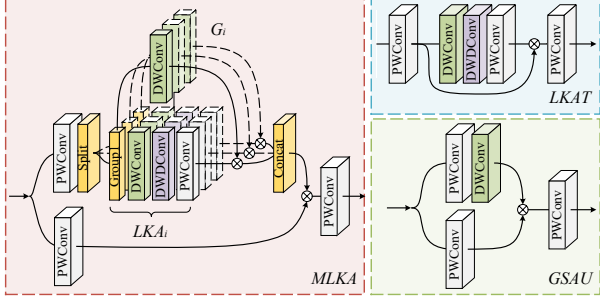 Gi
DWConv
PWConv
Split
Group1
DWConv
DWDConv
PWConv
Concat
PWConv
LKAi
PWConv
MLKA
PWConv
DWConv
DWDConv
PWConv
PWConv
LKAT
PWConv
DWConv
PWConv
PWConv
GSAU